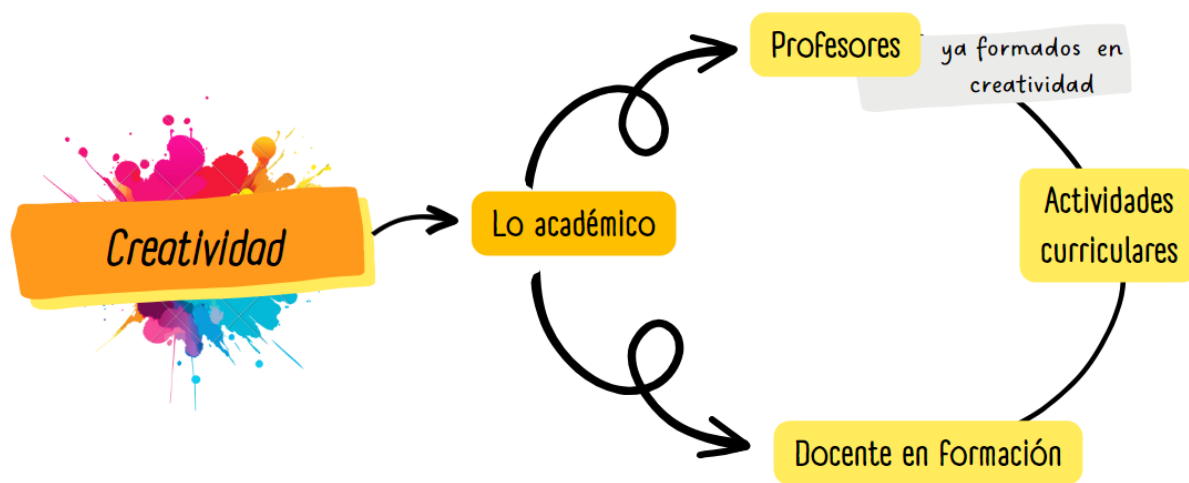 Creatividad
Lo académico
Profesores
ya formados en
creatividad
Actividades
curriculares
Docente en formación